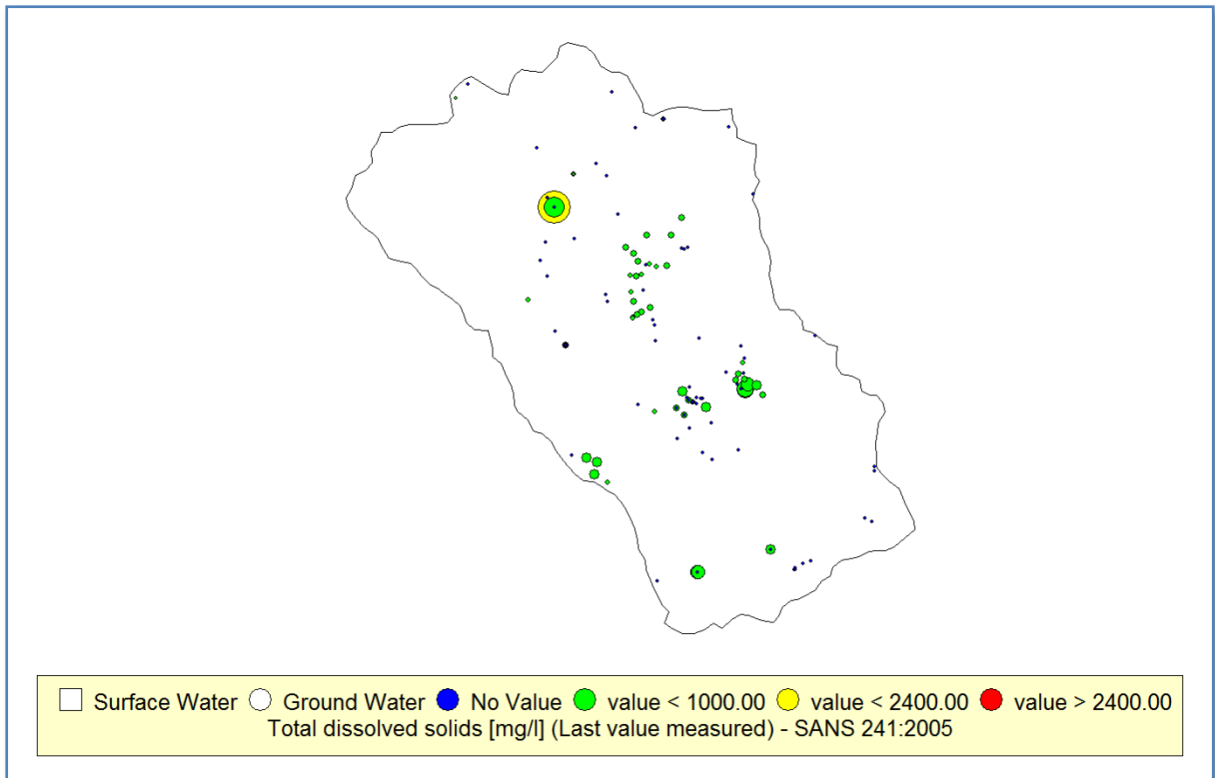 Surface Water Ground Water No Value value < 1000.00 value < 2400.00 value > 2400.00
Total dissolved solids [mg/l] (Last value measured) - SANS 241:2005